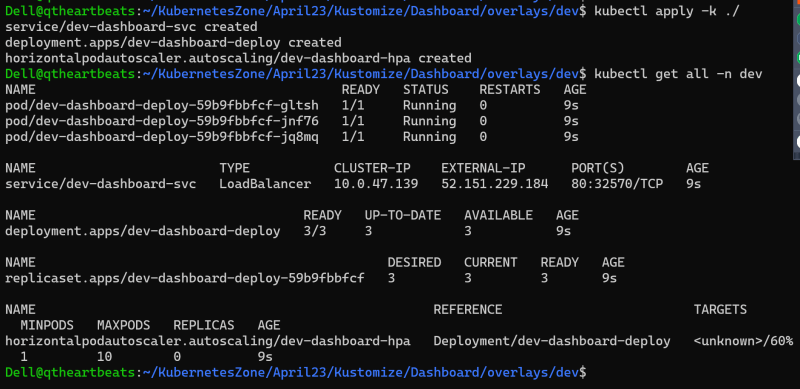 Dell@qtheartbeats:~/KubernetesZone/April23/Kustomize/Dashboard/overlays/dev$ kubectl apply -k ./
service/dev-dashboard-svc created
deployment.apps/dev-dashboard-deploy created
horizontalpodautoscaler.autoscaling/dev-dashboard-hpa created
Dell@qtheartbeats:~/KubernetesZone/April23/Kustomize/Dashboard/overlays/dev$ kubectl get all -n dev
NAME READY STATUS RESTARTS AGE
pod/dev-dashboard-deploy-59b9fbbfcf-gltsh 1/1 Running 0 9s
pod/dev-dashboard-deploy-59b9fbbfcf-jnf76 1/1 Running 0 9s
pod/dev-dashboard-deploy-59b9fbbfcf-jq8mq 1/1 Running 0 9s
NAME TYPE CLUSTER-IP EXTERNAL-IP PORT(S) AGE
service/dev-dashboard-svc LoadBalancer 10.0.47.139 52.151.229.184 80:32570/TCP 9s
NAME READY UP-TO-DATE AVAILABLE AGE
deployment.apps/dev-dashboard-deploy 3/3 3 3 9s
NAME DESIRED CURRENT READY AGE
replicaset.apps/dev-dashboard-deploy-59b9fbbfcf 3 3 3 9s
NAME REFERENCE TARGETS
MINPODS MAXPODS REPLICAS AGE
horizontalpodautoscaler.autoscaling/dev-dashboard-hpa Deployment/dev-dashboard-deploy <unknown>/60%
1 10 0 9s
Dell@qtheartbeats:~/KubernetesZone/April23/Kustomize/Dashboard/overlays/dev$